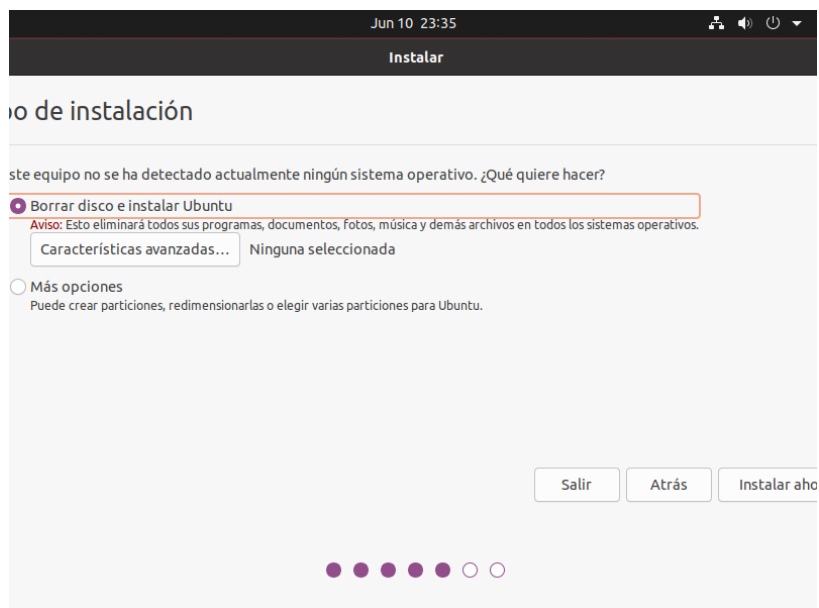 Jun 10 23:35
Instalar
de instalación
equipo no se ha detectado actualmente ningún sistema operativo. ¿Qué quiere hacer?
Borrar disco e instalar Ubuntu
Aviso: Esto eliminará todos sus programas, documentos, fotos, música y demás archivos en todos los sistemas operativos.
Características avanzadas... Ninguna seleccionada
Más opciones
Puede crear particiones, redimensionarlas o elegir varias particiones para Ubuntu.
Salir Atrás Instalar